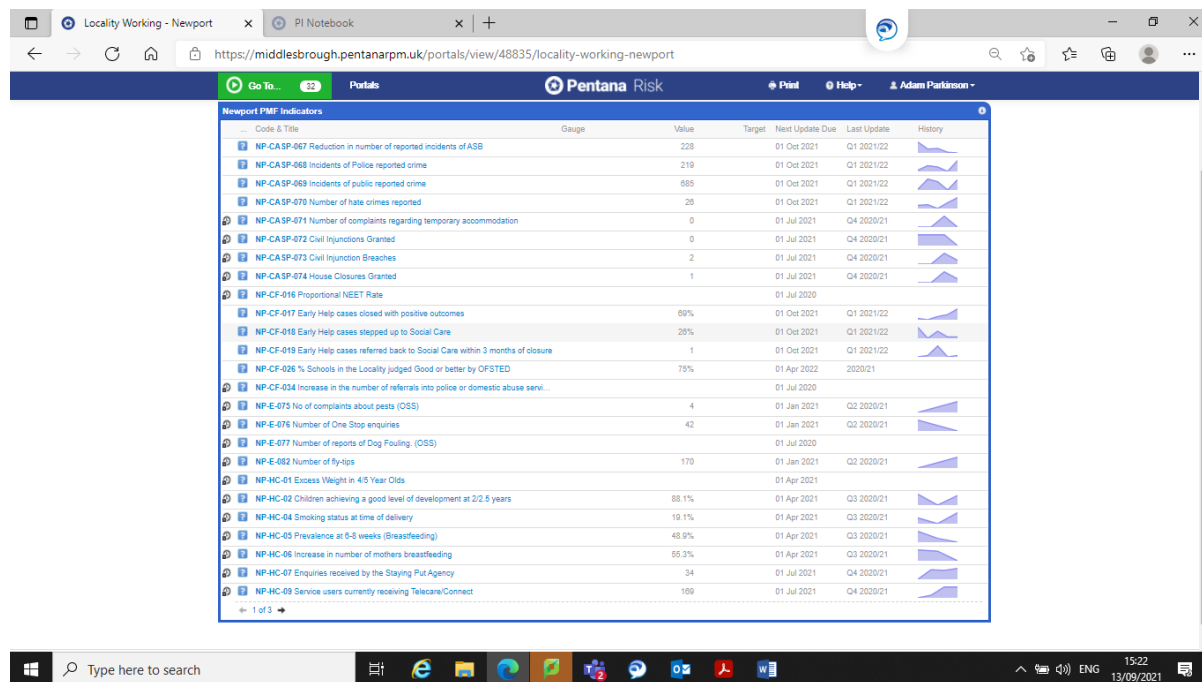 Locality Working - Newport
PI Notebook
https://middlesbrough.pentanarpm.uk/portals/view/48835/locality-working-newport
Go To... 32 Portals Pentana Risk Print Help Adam Parkinson
Newport PMF Indicators
... Code & Title Gauge Value Target Next Update Due Last Update History
NP-CASP-067 Reduction in number of reported incidents of ASB 228 01 Oct 2021 Q1 2021/22
NP-CASP-068 Incidents of Police reported crime 219 01 Oct 2021 Q1 2021/22
NP-CASP-069 Incidents of public reported crime 685 01 Oct 2021 Q1 2021/22
NP-CASP-070 Number of hate crimes reported 26 01 Oct 2021 Q1 2021/22
NP-CASP-071 Number of complaints regarding temporary accommodation 0 01 Jul 2021 Q4 2020/21
NP-CASP-072 Civil Injunctions Granted 0 01 Jul 2021 Q4 2020/21
NP-CASP-073 Civil Injunction Breaches 2 01 Jul 2021 Q4 2020/21
NP-CASP-074 House Closures Granted 1 01 Jul 2021 Q4 2020/21
NP-CF-016 Proportional NEET Rate 01 Jul 2020
NP-CF-017 Early Help cases closed with positive outcomes 69% 01 Oct 2021 Q1 2021/22
NP-CF-018 Early Help cases stepped up to Social Care 26% 01 Oct 2021 Q1 2021/22
NP-CF-019 Early Help cases referred back to Social Care within 3 months of closure 1 01 Oct 2021 Q1 2021/22
NP-CF-026 % Schools in the Locality judged Good or better by OFSTED 75% 01 Apr 2022 2020/21
NP-CF-034 Increase in the number of referrals into police or domestic abuse servi... 01 Jul 2020
NP-E-075 No of complaints about pests (OSS) 4 01 Jan 2021 Q2 2020/21
NP-E-076 Number of One Stop enquiries 42 01 Jan 2021 Q2 2020/21
NP-E-077 Number of reports of Dog Fouling. (OSS) 01 Jul 2020
NP-E-082 Number of fly-tips 170 01 Jan 2021 Q2 2020/21
NP-HC-01 Excess Weight in 4/5 Year Olds 01 Apr 2021
NP-HC-02 Children achieving a good level of development at 2/2.5 years 88.1% 01 Apr 2021 Q3 2020/21
NP-HC-04 Smoking status at time of delivery 19.1% 01 Apr 2021 Q3 2020/21
NP-HC-05 Prevalence at 6-8 weeks (Breastfeeding) 48.9% 01 Apr 2021 Q3 2020/21
NP-HC-06 Increase in number of mothers breastfeeding 55.3% 01 Apr 2021 Q3 2020/21
NP-HC-07 Enquiries received by the Staying Put Agency 34 01 Jul 2021 Q4 2020/21
NP-HC-09 Service users currently receiving Telecare/Connect 169 01 Jul 2021 Q4 2020/21
1 of 3
Type here to search
ENG
15:22
13/09/2021